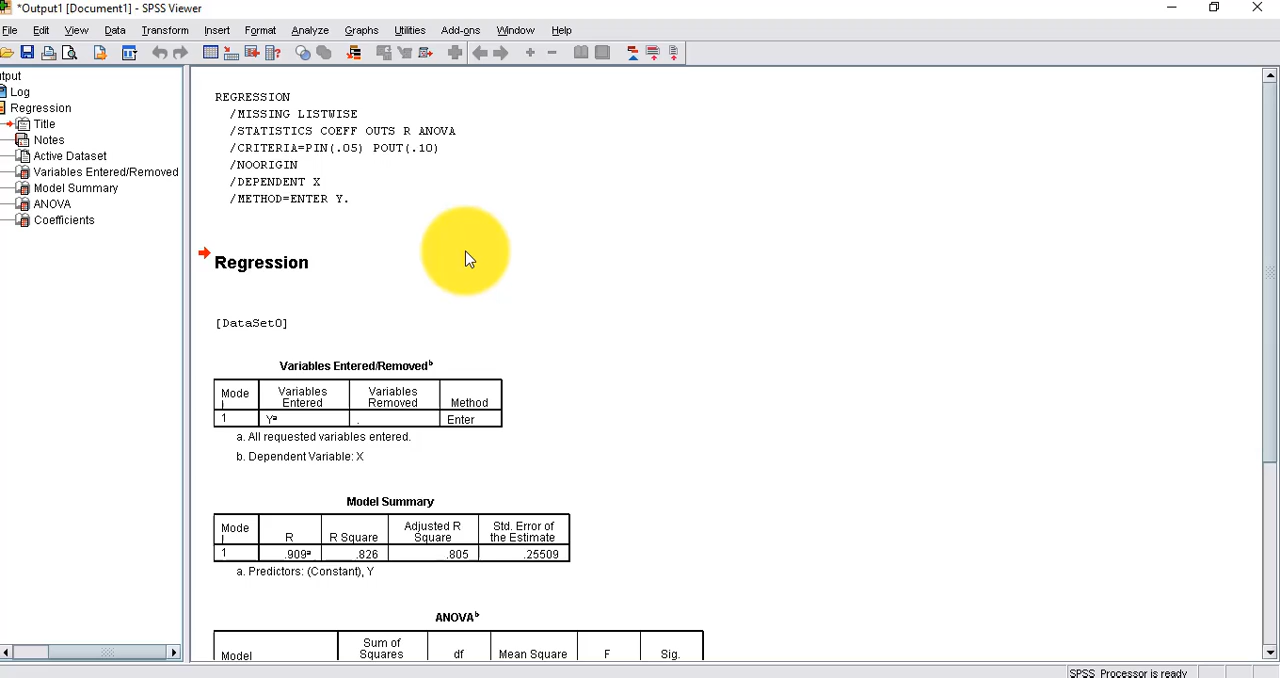 *Output1 [Document1] - SPSS Viewer
File Edit View Data Transform Insert Format Analyze Graphs Utilities Add-ons Window Help
tput
Log
Regression
Title
Notes
Active Dataset
Variables Entered/Removed
Model Summary
ANOVA
Coefficients
REGRESSION
/MISSING LISTWISE
/STATISTICS COEFF OUTS R ANOVA
/CRITERIA=PIN(.05) POUT(.10)
/NOORIGIN
/DEPENDENT X
/METHOD=ENTER Y.
Regression
[DataSet0]
Variables Entered/Removedb
Mode
l Variables Entered Variables Removed Method
1 Ya . Enter
a. All requested variables entered.
b. Dependent Variable: X
Model Summary
Mode
l R R Square Adjusted R Square Std. Error of the Estimate
1 .909a .826 .805 .25509
a. Predictors: (Constant), Y
ANOVAb
Model Sum of Squares df Mean Square F Sig.
SPSS Processor is ready